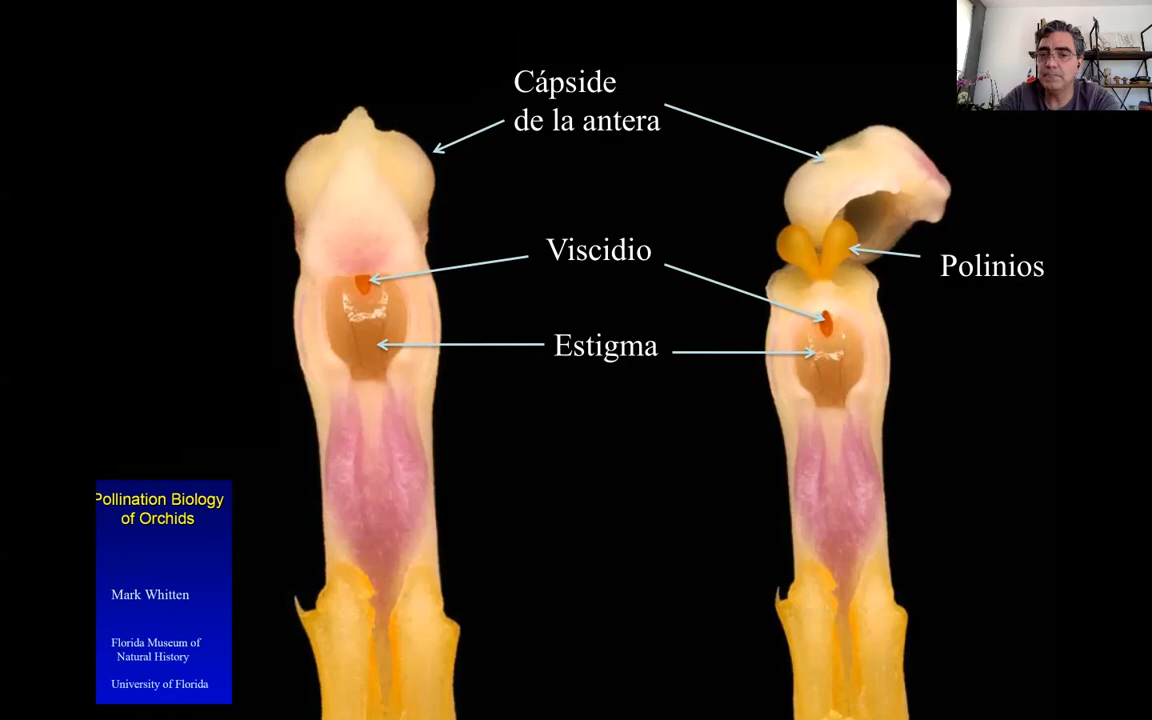 Cápside
de la antera
Viscidio
Polinios
Estigma
Pollination Biology
of Orchids
Mark Whitten
Florida Museum of
Natural History
University of Florida